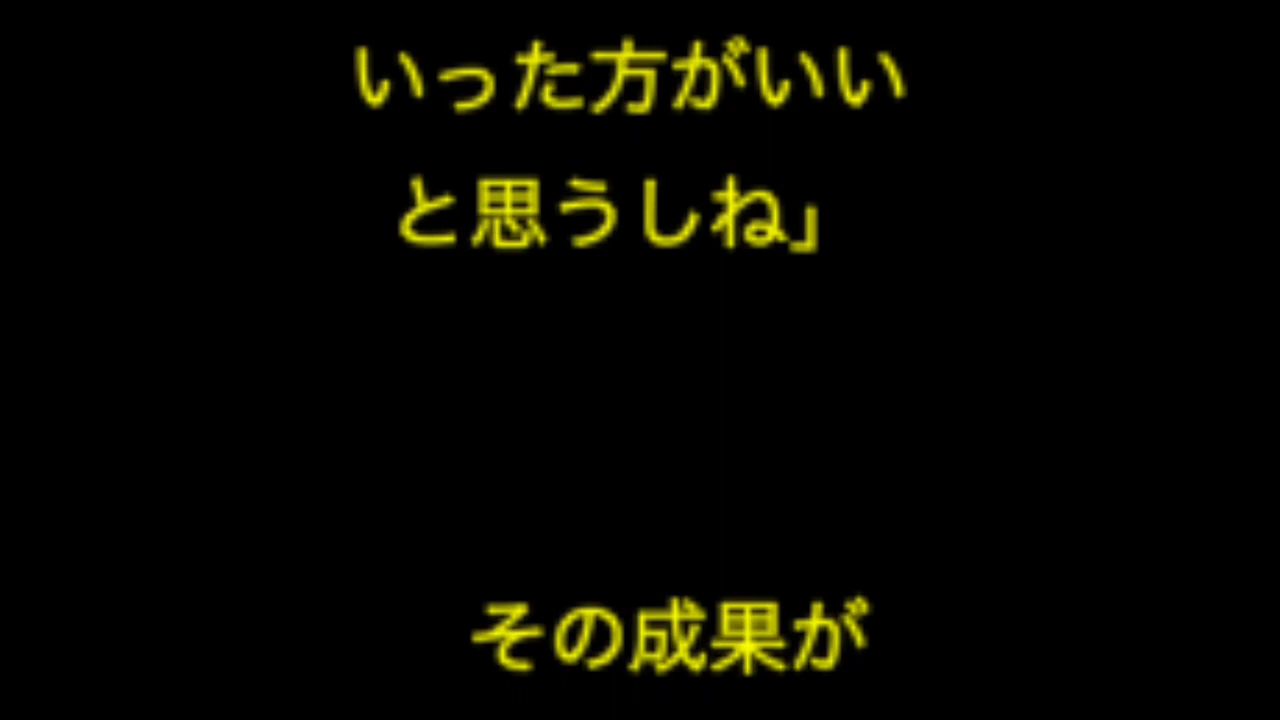 いった方がいい
と思うしね」
その成果が